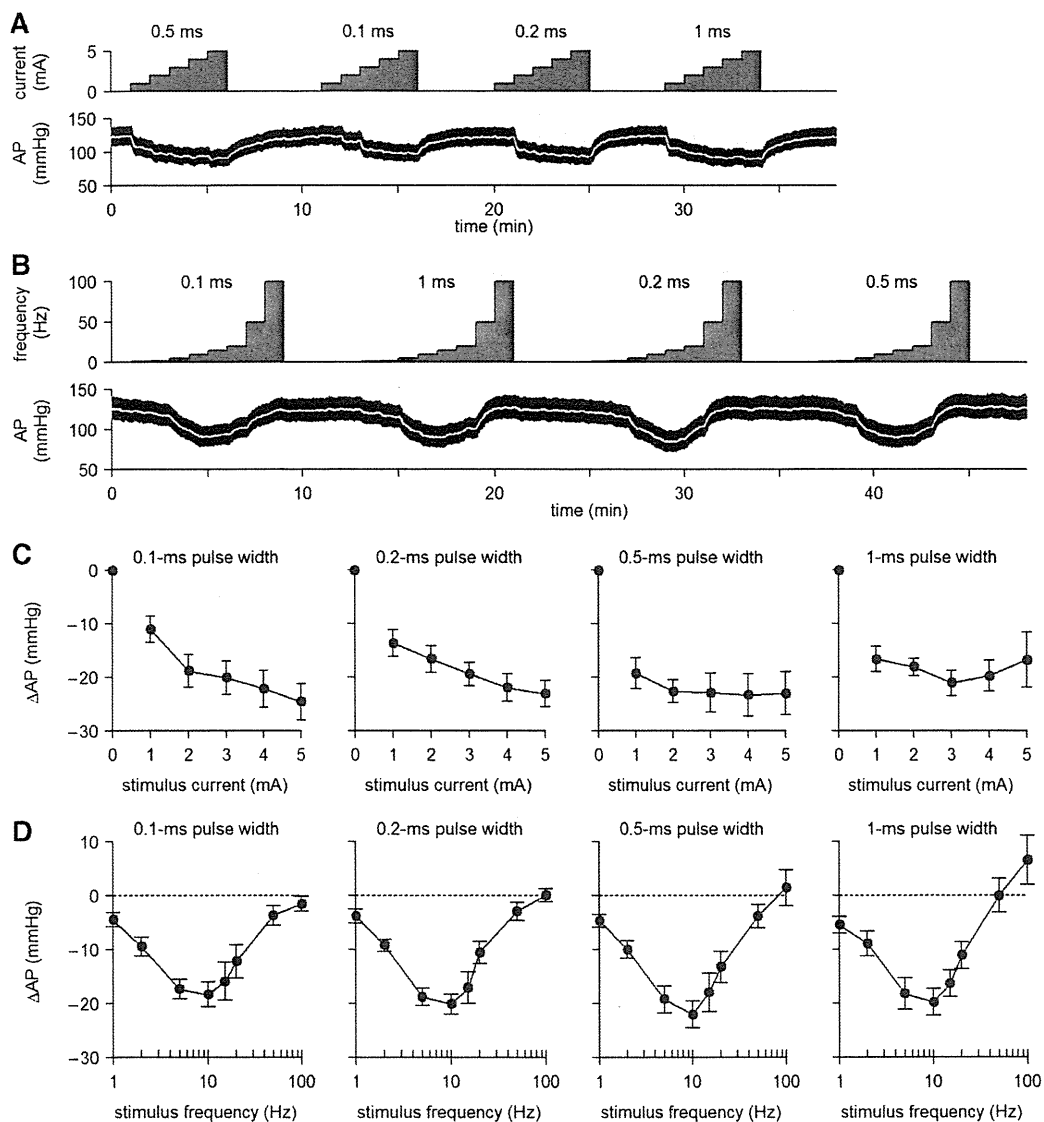 A
0.5 ms 0.1 ms 0.2 ms 1 ms
current (mA)
5
0
AP (mmHg)
150
100
50
0 10 20 30
time (min)
B
0.1 ms 1 ms 0.2 ms 0.5 ms
frequency (Hz)
100
50
0
AP (mmHg)
150
100
50
0 10 20 30 40
time (min)
C
0.1-ms pulse width 0.2-ms pulse width 0.5-ms pulse width 1-ms pulse width
ΔAP (mmHg)
0
−10
−20
−30
0 1 2 3 4 5 0 1 2 3 4 5 0 1 2 3 4 5 0 1 2 3 4 5
stimulus current (mA) stimulus current (mA) stimulus current (mA) stimulus current (mA)
D
0.1-ms pulse width 0.2-ms pulse width 0.5-ms pulse width 1-ms pulse width
ΔAP (mmHg)
10
0
−10
−20
−30
1 10 100 1 10 100 1 10 100 1 10 100
stimulus frequency (Hz) stimulus frequency (Hz) stimulus frequency (Hz) stimulus frequency (Hz)